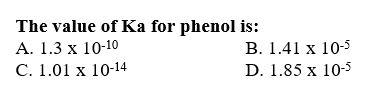 The value of Ka for phenol is:
A. 1.3 x 10⁻¹⁰ B. 1.41 x 10⁻⁵
C. 1.01 x 10⁻¹⁴ D. 1.85 x 10⁻⁵